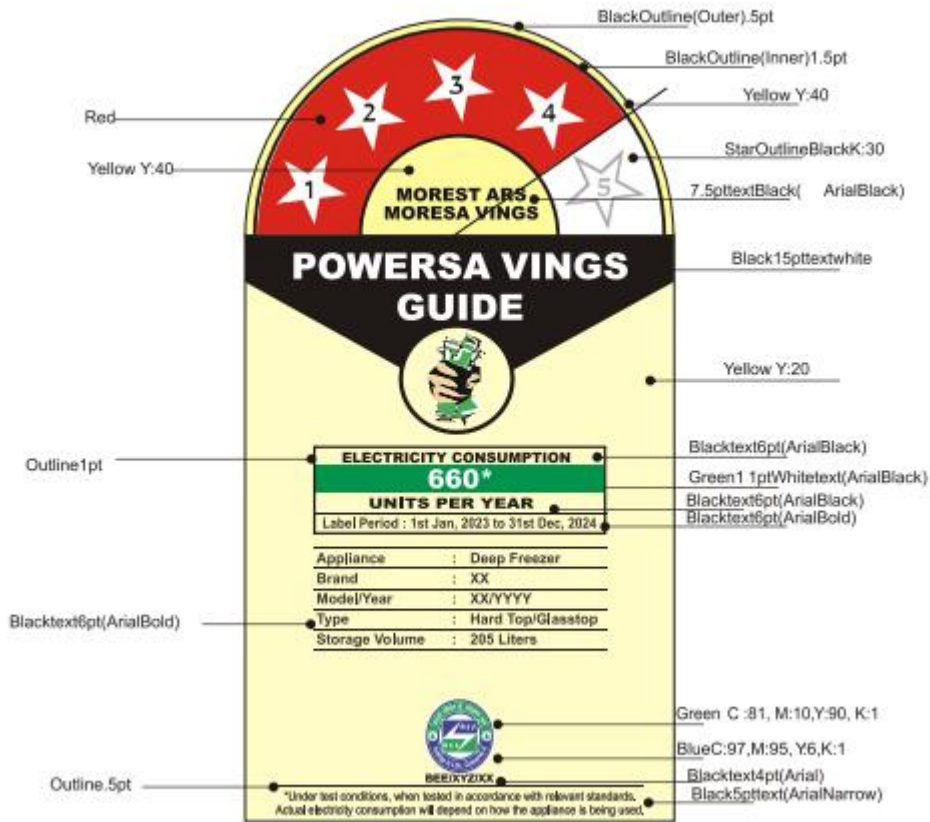 BlackOutline(Outer).5pt
BlackOutline(Inner)1.5pt
Yellow Y:40
Red
StarOutlineBlackK:30
Yellow Y:40
7.5pttextBlack( ArialBlack)
1
2
3
4
5
MOREST ARS
MORESA VINGS
Black15pttextwhite
POWERSA VINGS
GUIDE
Yellow Y:20
Outline1pt
ELECTRICITY CONSUMPTION
Blacktext6pt(ArialBlack)
660*
Green1 1ptWhitetext(ArialBlack)
UNITS PER YEAR
Blacktext6pt(ArialBlack)
Label Period : 1st Jan, 2023 to 31st Dec, 2024
Blacktext6pt(ArialBold)
Appliance : Deep Freezer
Brand : XX
Model/Year : XX/YYYY
Type : Hard Top/Glasstop
Storage Volume : 205 Liters
Blacktext6pt(ArialBold)
Green C :81, M:10,Y:90, K:1
BlueC:97,M:95, Y:6,K:1
BEE/XYZ/XX
Blacktext4pt(Arial)
Outline.5pt
Black5pttext(ArialNarrow)
*Under test conditions, when tested in accordance with relevant standards.
Actual electricity consumption will depend on how the appliance is being used.